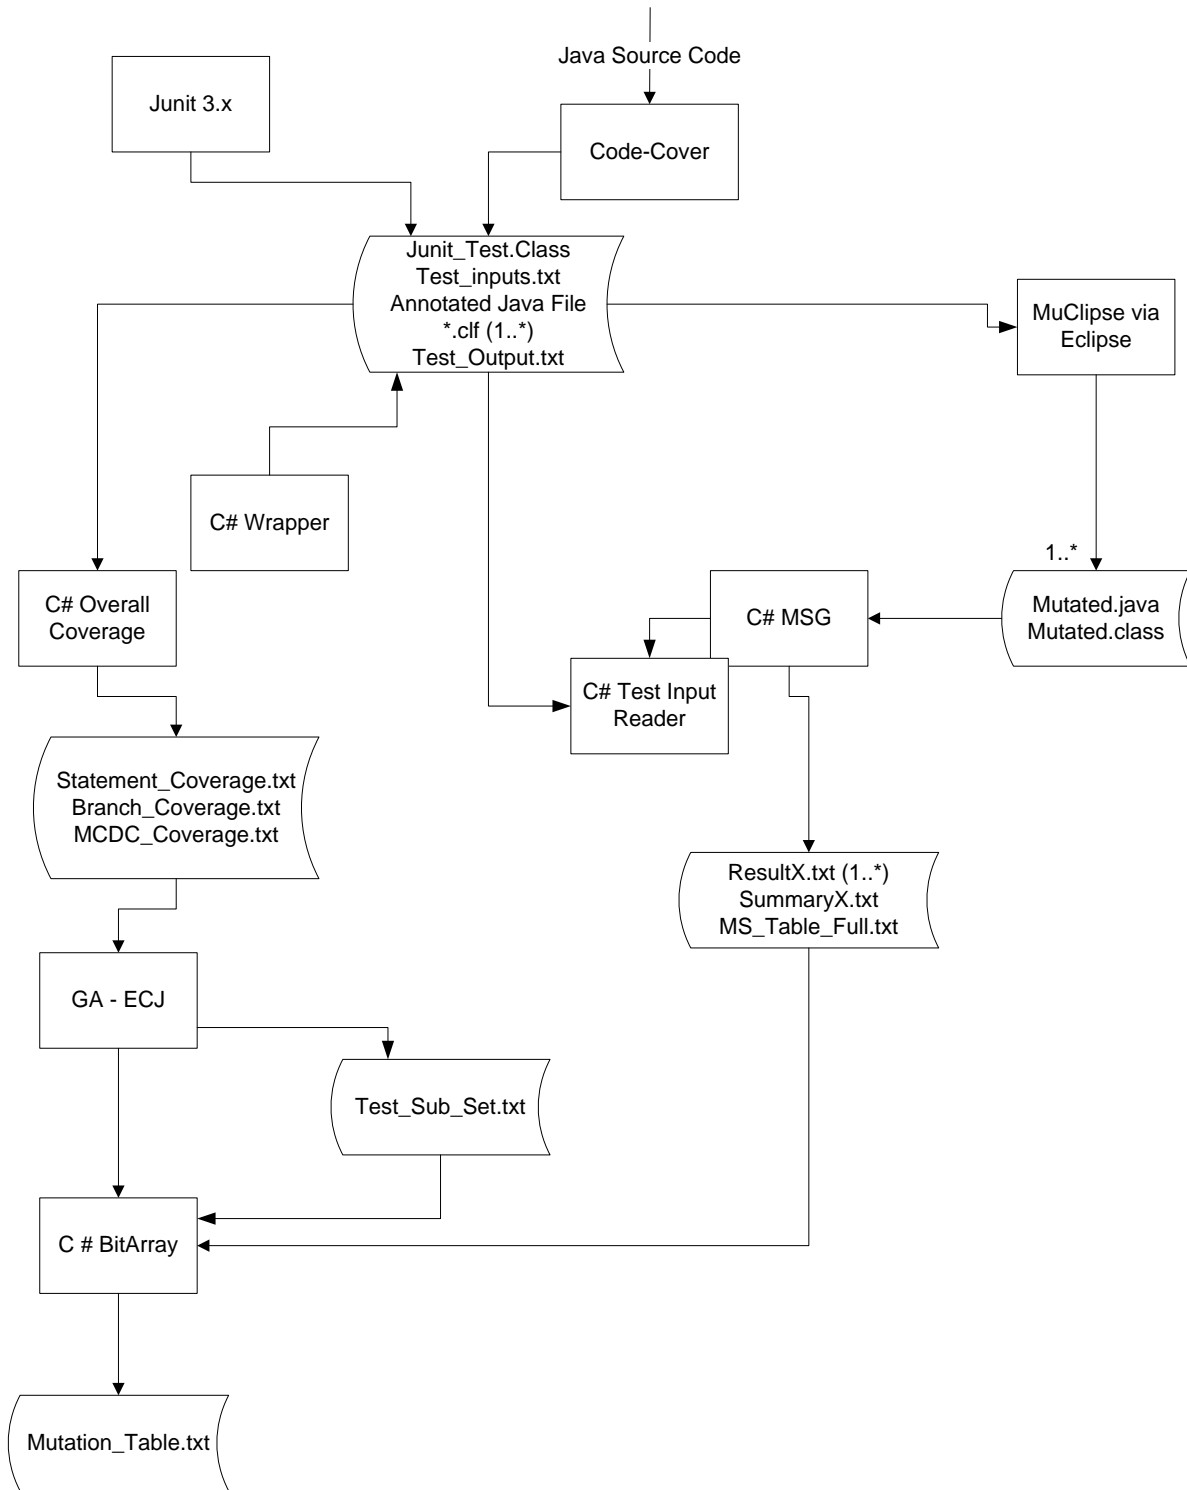 Java Source Code
Junit 3.x
Code-Cover
Junit_Test.Class
Test_inputs.txt
Annotated Java File
*.clf (1..*)
Test_Output.txt
MuClipse via
Eclipse
C# Wrapper
1..*
C# Overall
Coverage
C# MSG
Mutated.java
Mutated.class
C# Test Input
Reader
Statement_Coverage.txt
Branch_Coverage.txt
MCDC_Coverage.txt
ResultX.txt (1..*)
SummaryX.txt
MS_Table_Full.txt
GA - ECJ
Test_Sub_Set.txt
C # BitArray
Mutation_Table.txt